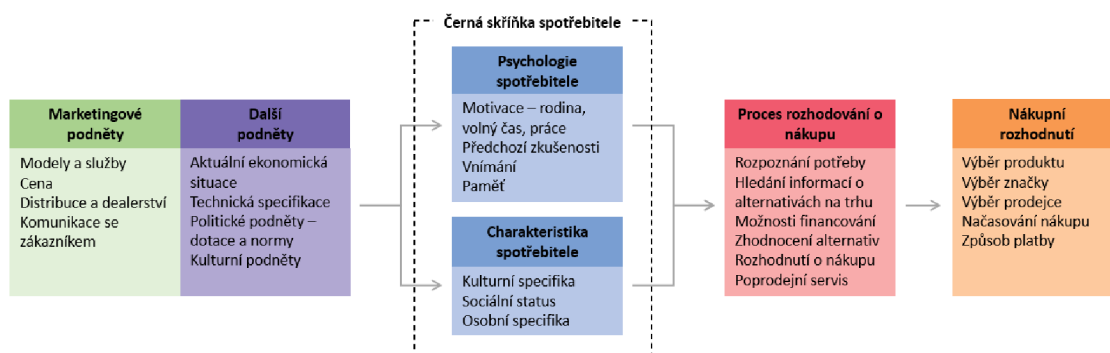 Černá skříňka spotřebitele
Marketingové
podněty
Modely a služby
Cena
Distribuce a dealerství
Komunikace se
zákazníkem
Další
podněty
Aktuální ekonomická
situace
Technická specifikace
Politické podněty –
dotace a normy
Kulturní podněty
Psychologie
spotřebitele
Motivace – rodina,
volný čas, práce
Předchozí zkušenosti
Vnímání
Paměť
Charakteristika
spotřebitele
Kulturní specifika
Sociální status
Osobní specifika
Proces rozhodování o
nákupu
Rozpoznání potřeby
Hledání informací o
alternativách na trhu
Možnosti financování
Zhodnocení alternativ
Rozhodnutí o nákupu
Poprodejní servis
Nákupní
rozhodnutí
Výběr produktu
Výběr značky
Výběr prodejce
Načasování nákupu
Způsob platby